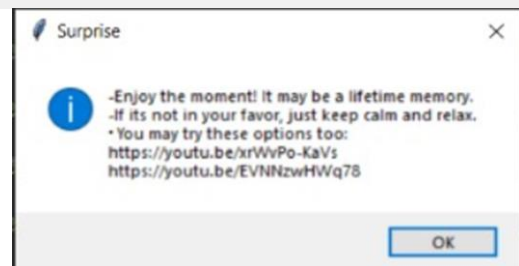 Surprise
-Enjoy the moment! It may be a lifetime memory.
-If its not in your favor, just keep calm and relax.
• You may try these options too:
https://youtu.be/xrWvPo-KaVs
https://youtu.be/EVNNzwHWq78
OK